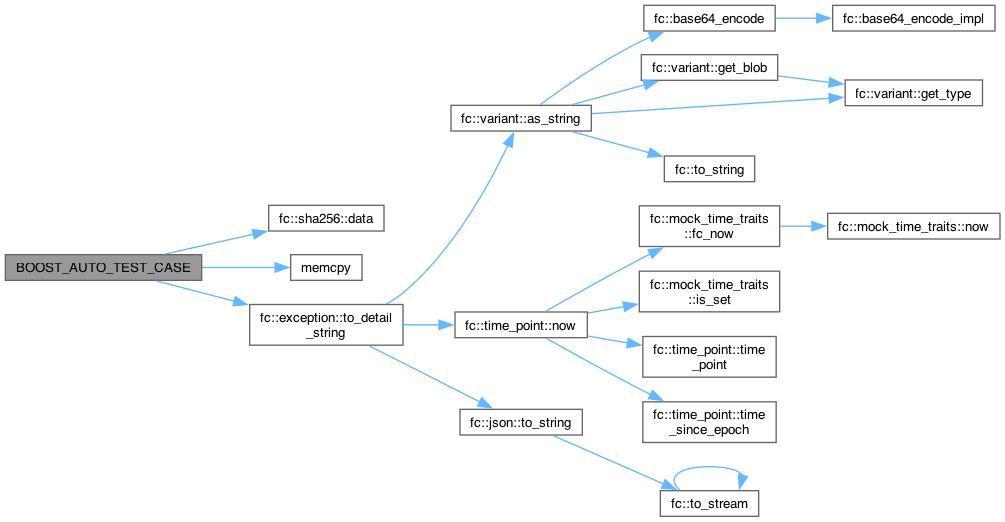 BOOST_AUTO_TEST_CASE
fc::sha256::data
memcpy
fc::exception::to_detail
_string
fc::variant::as_string
fc::base64_encode
fc::base64_encode_impl
fc::variant::get_blob
fc::variant::get_type
fc::to_string
fc::time_point::now
fc::mock_time_traits
::fc_now
fc::mock_time_traits::now
fc::mock_time_traits
::is_set
fc::time_point::time
_point
fc::time_point::time
_since_epoch
fc::json::to_string
fc::to_stream